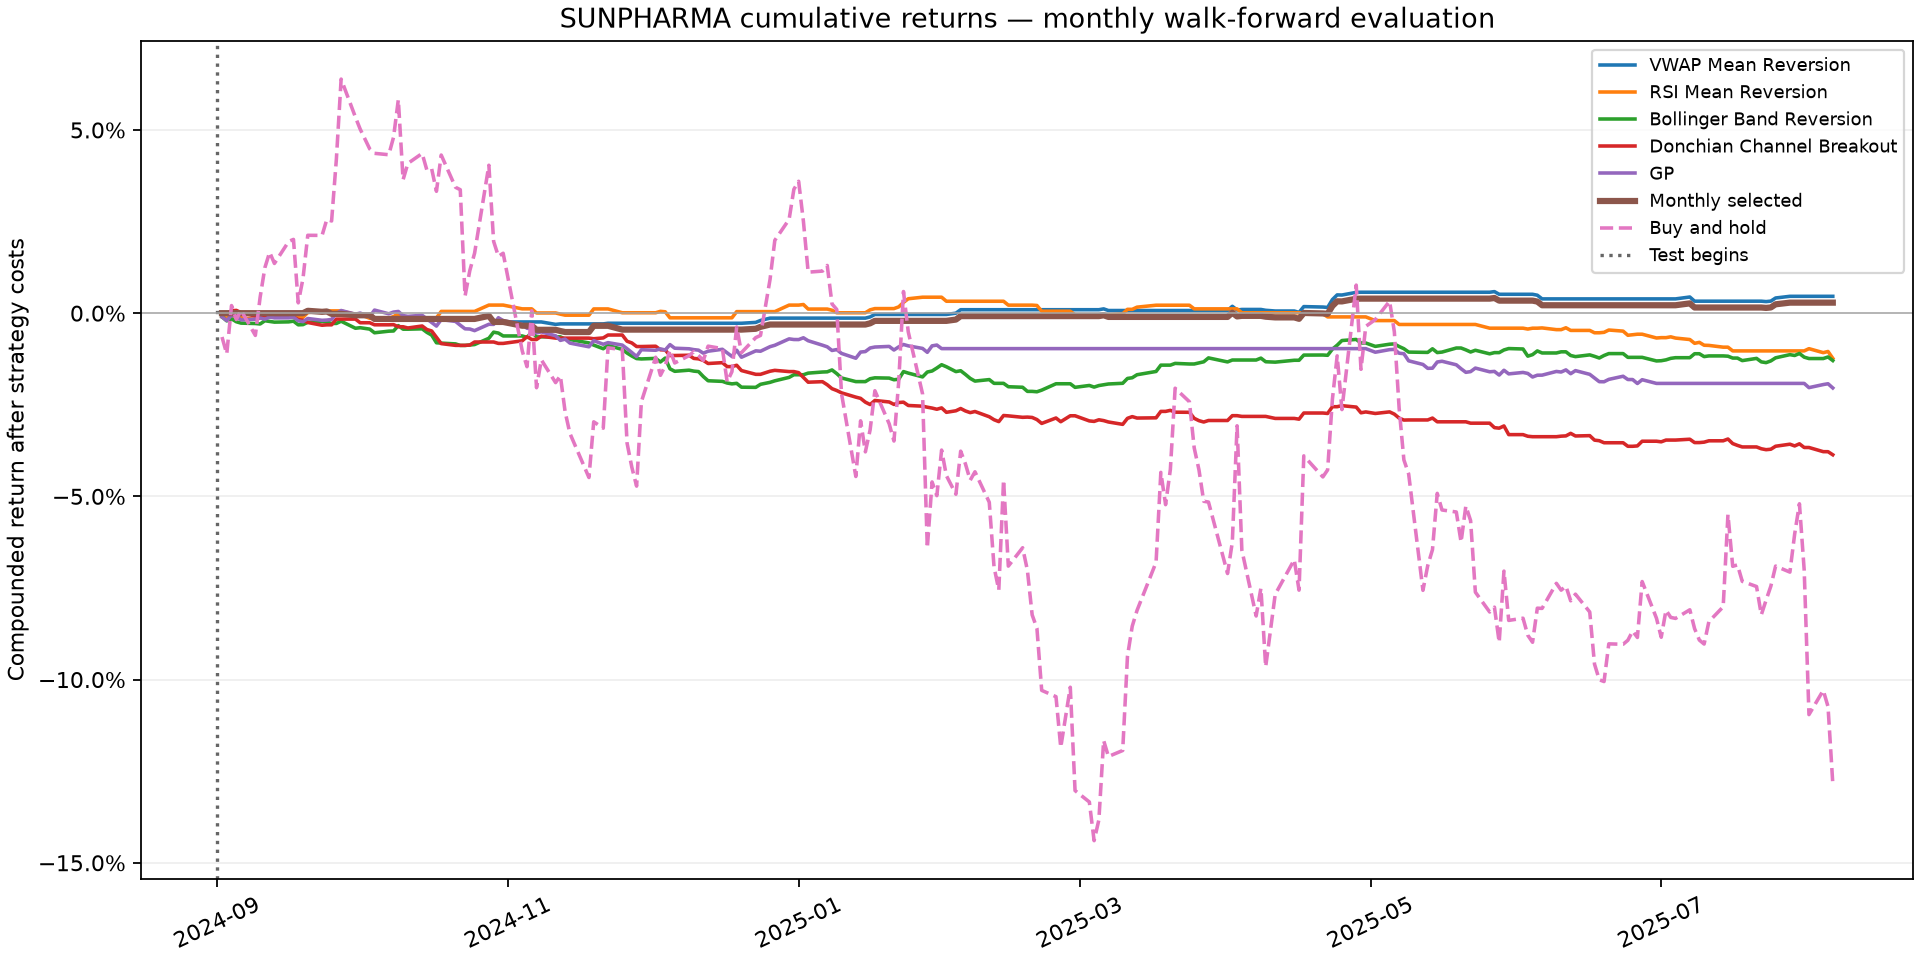 SUNPHARMA cumulative returns — monthly walk-forward evaluation
Compounded return after strategy costs
5.0%
0.0%
−5.0%
−10.0%
−15.0%
2024-09
2024-11
2025-01
2025-03
2025-05
2025-07
VWAP Mean Reversion
RSI Mean Reversion
Bollinger Band Reversion
Donchian Channel Breakout
GP
Monthly selected
Buy and hold
Test begins